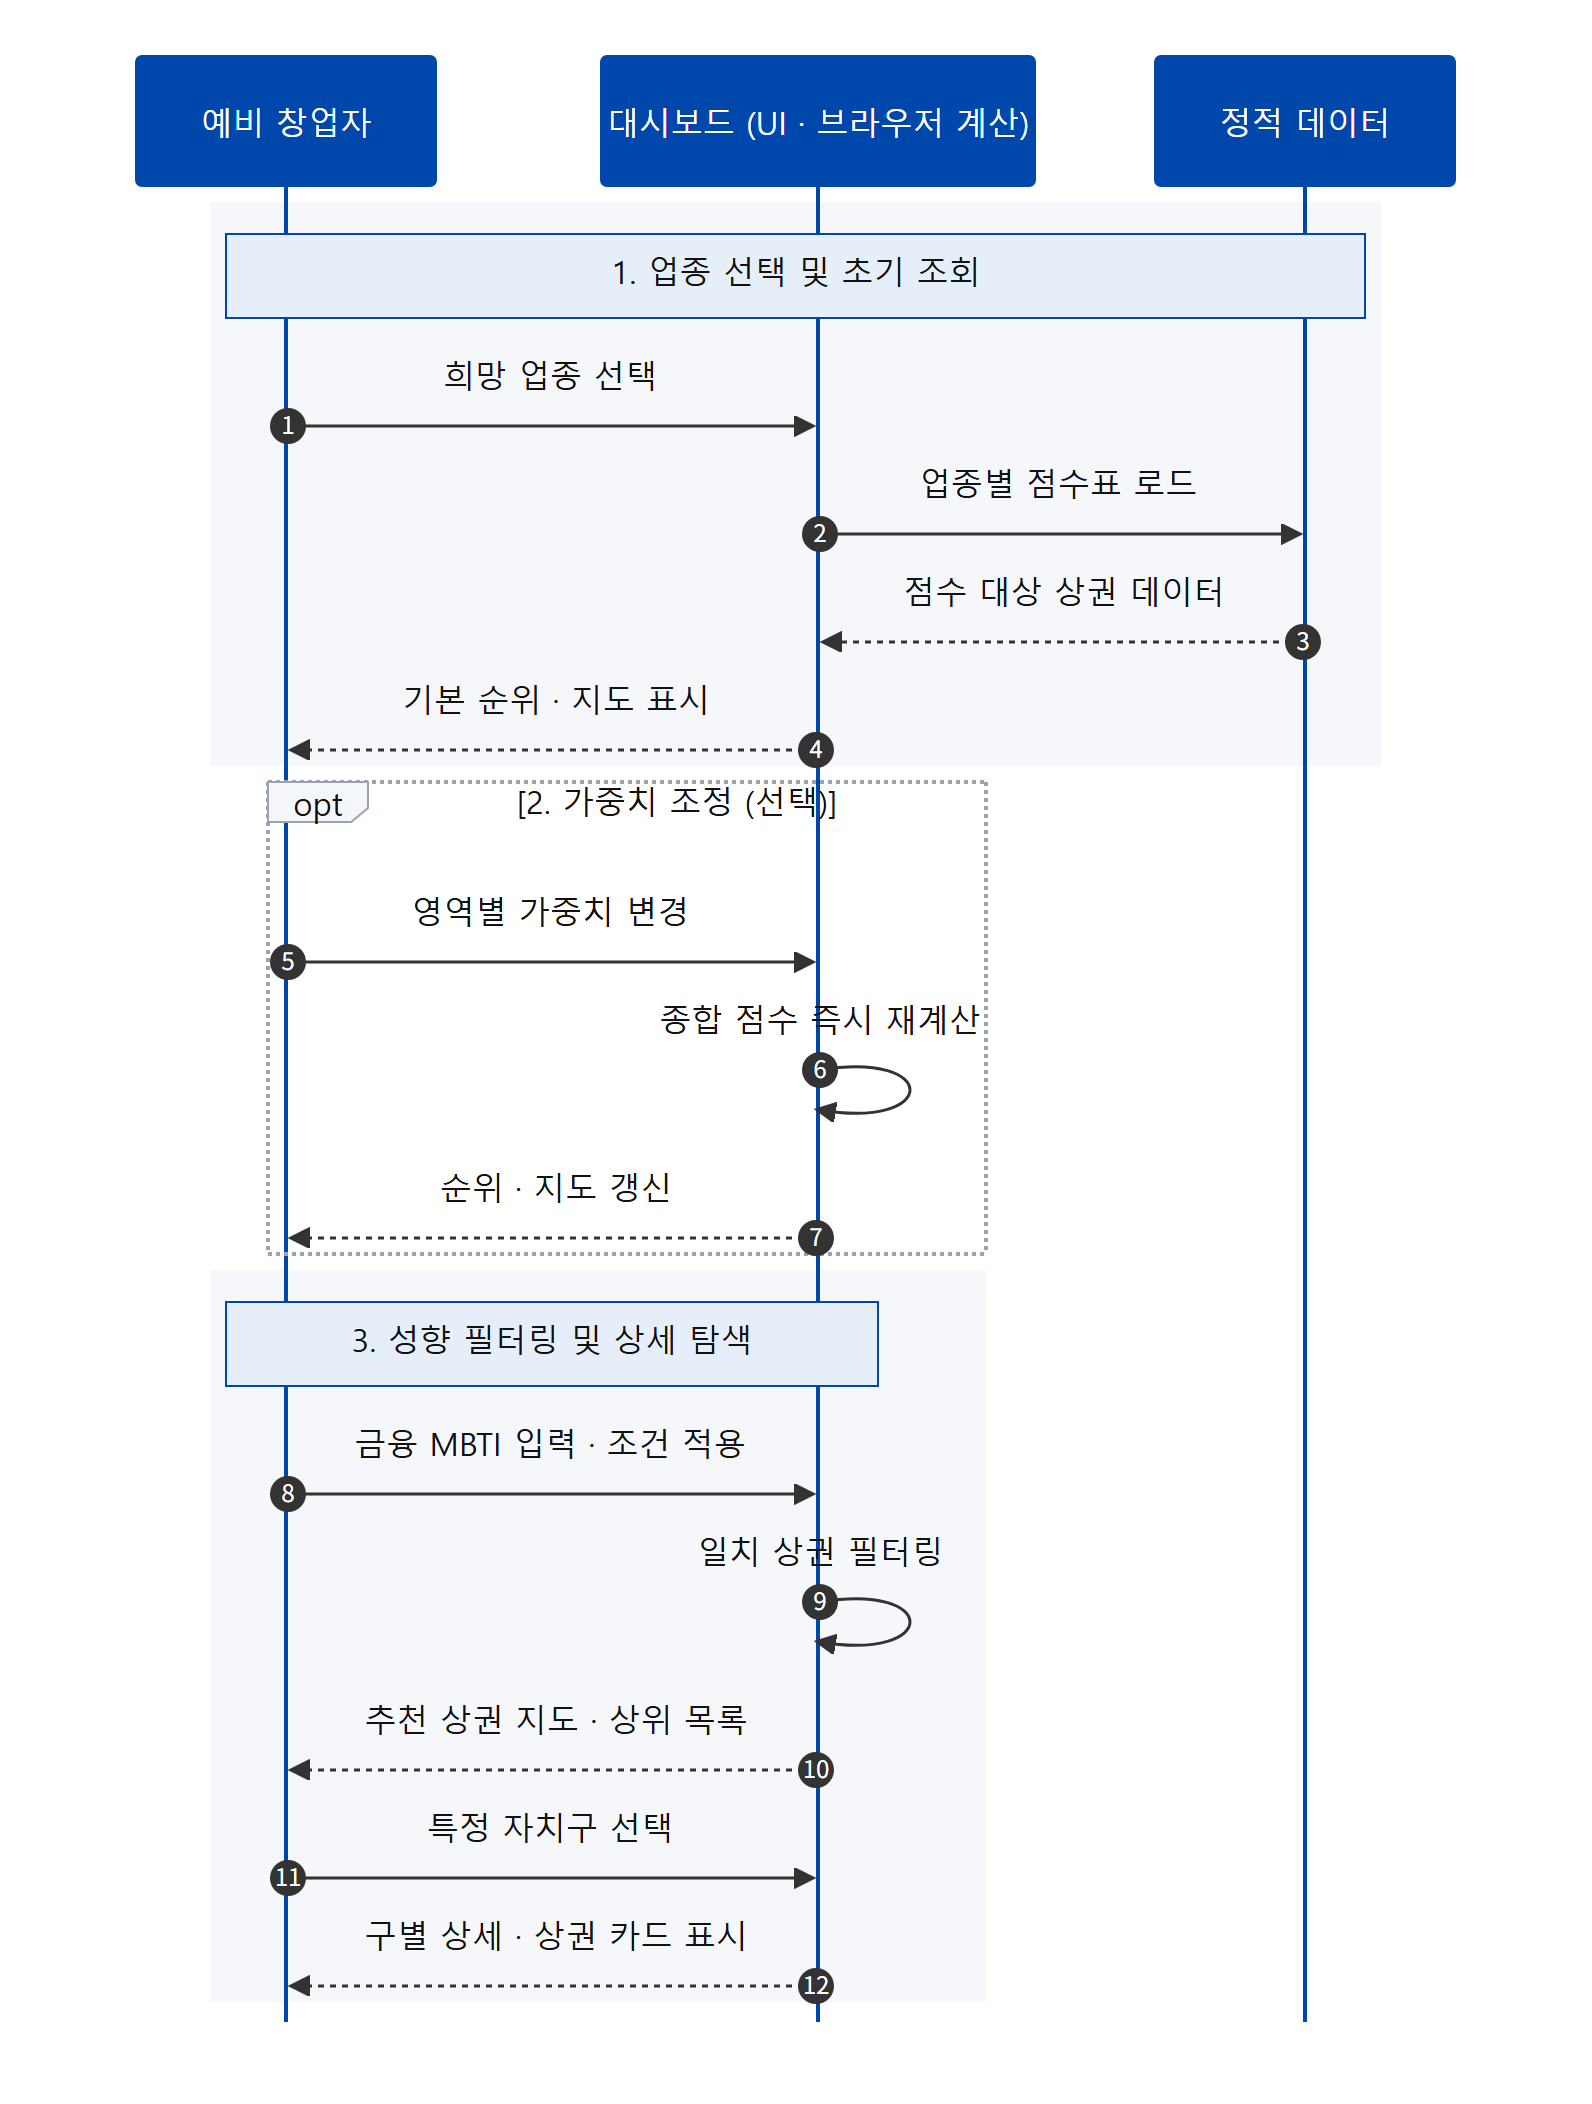 예비 창업자
대시보드 (UI · 브라우저 계산)
정적 데이터
1. 업종 선택 및 초기 조회
희망 업종 선택
1
업종별 점수표 로드
2
점수 대상 상권 데이터
3
기본 순위 · 지도 표시
4
opt
[2. 가중치 조정 (선택)]
영역별 가중치 변경
5
종합 점수 즉시 재계산
6
순위 · 지도 갱신
7
3. 성향 필터링 및 상세 탐색
금융 MBTI 입력 · 조건 적용
8
일치 상권 필터링
9
추천 상권 지도 · 상위 목록
10
특정 자치구 선택
11
구별 상세 · 상권 카드 표시
12